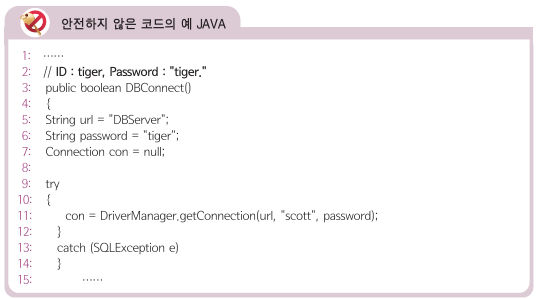 안전하지 않은 코드의 예 JAVA
1: ······
2: // ID : tiger, Password : "tiger."
3: public boolean DBConnect()
4: {
5: String url = "DBServer";
6: String password = "tiger";
7: Connection con = null;
8:
9: try
10: {
11: con = DriverManager.getConnection(url, "scott", password);
12: }
13: catch (SQLException e)
14: }
15: ······